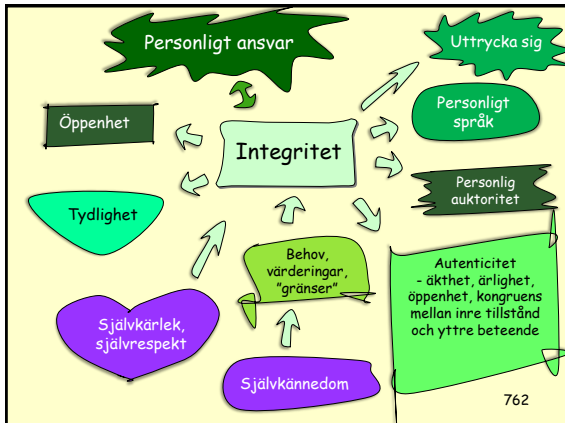 Personligt ansvar
Uttrycka sig
Öppenhet
Personligt
språk
Integritet
Personlig
auktoritet
Tydlighet
Behov,
värderingar,
"gränser"
Autenticitet
- äkthet, ärlighet,
öppenhet, kongruens
mellan inre tillstånd
och yttre beteende
Självkärlek,
självrespekt
Självkännedom
762